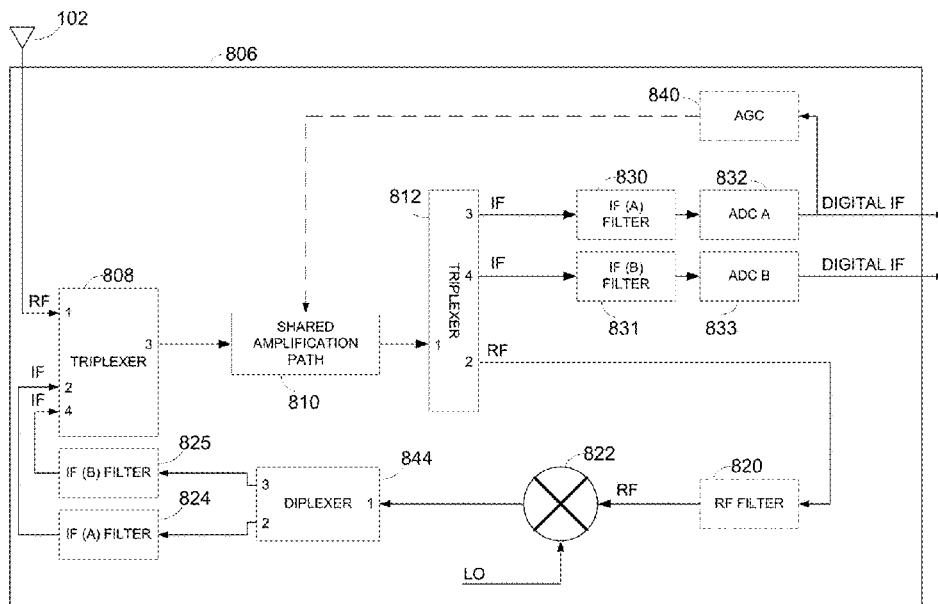 102
806
840
AGC
812
830
832
3
IF
IF (A)
FILTER
ADC A
DIGITAL IF
4
IF
IF (B)
FILTER
ADC B
DIGITAL IF
831
833
808
RF
1
TRIPLEXER
3
SHARED
AMPLIFICATION
PATH
810
1
TRIPLEXER
2
RF
IF
2
IF
4
825
IF (B) FILTER
824
IF (A) FILTER
844
3
DIPLEXER
1
2
822
RF
820
RF FILTER
LO